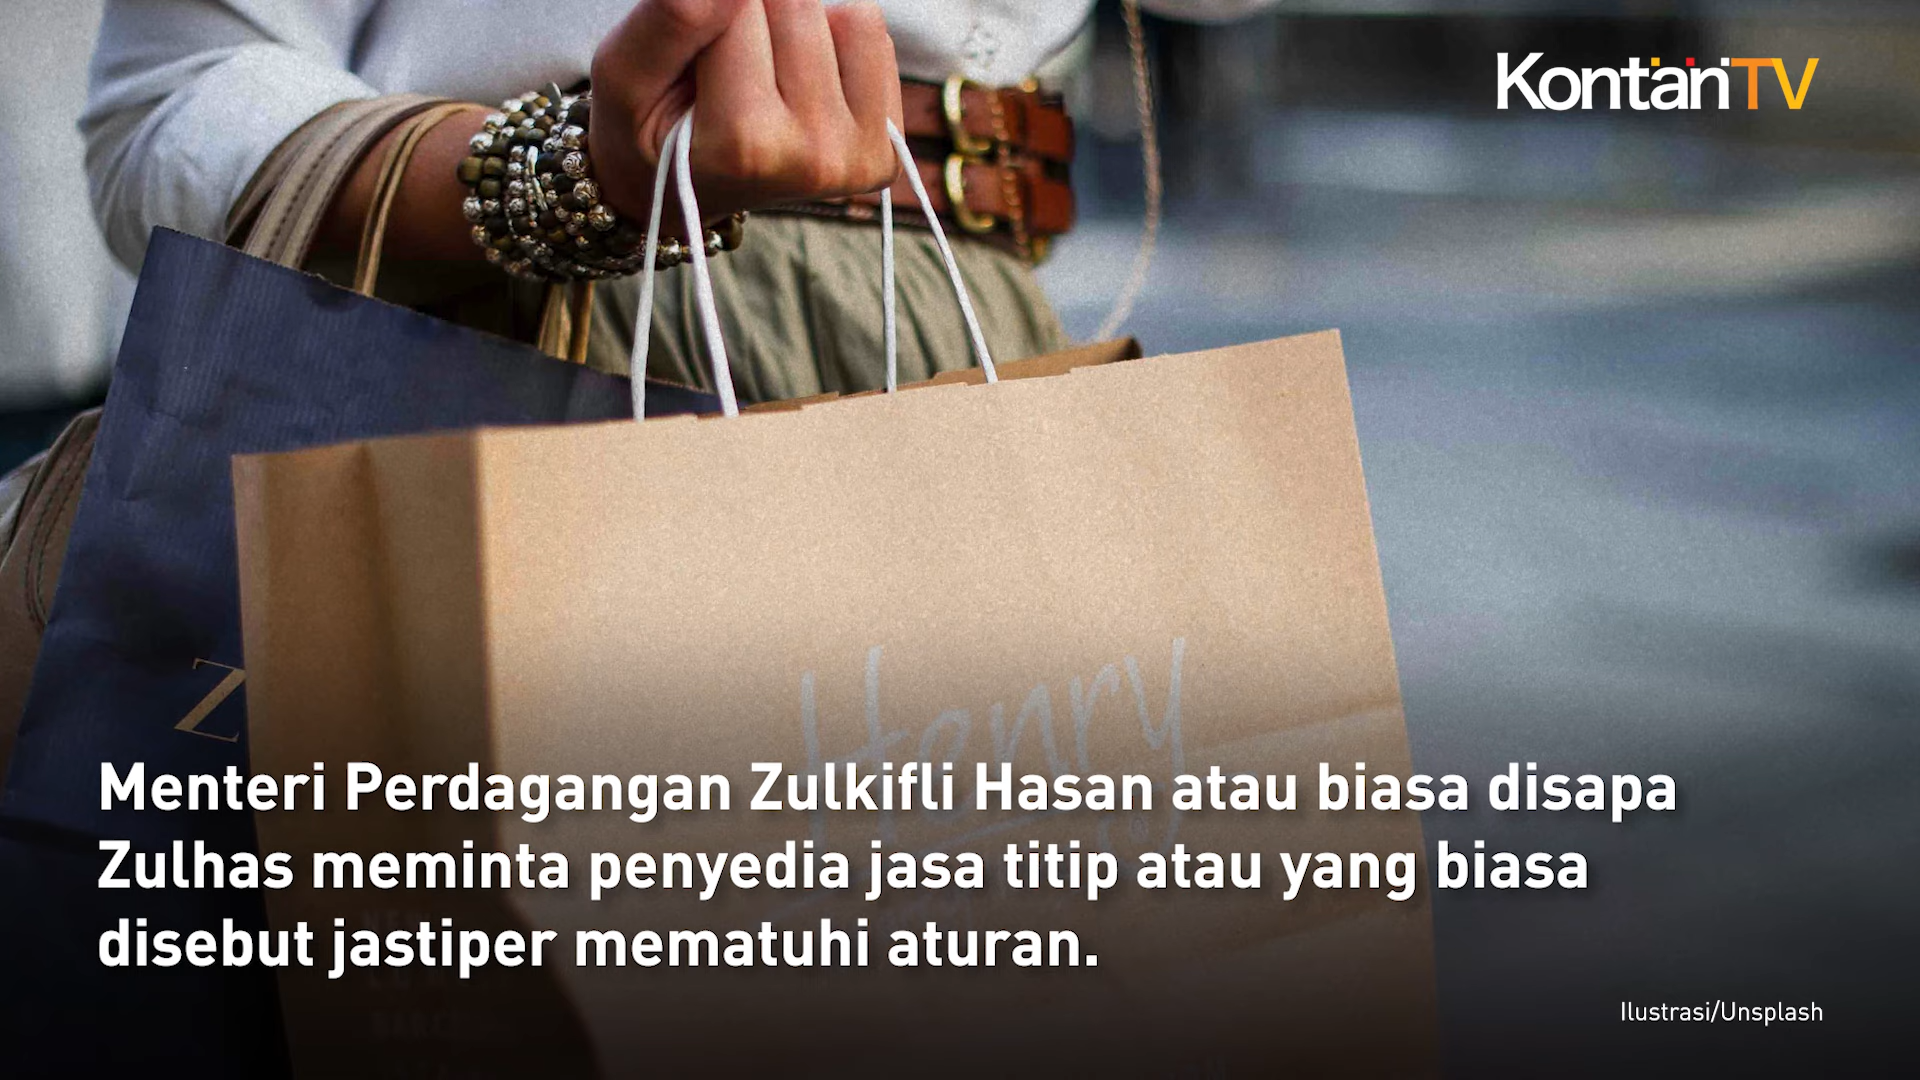 KontanTV
Z
Henry
Menteri Perdagangan Zulkifli Hasan atau biasa disapa
Zulhas meminta penyedia jasa titip atau yang biasa
disebut jastiper mematuhi aturan.
Ilustrasi/Unsplash